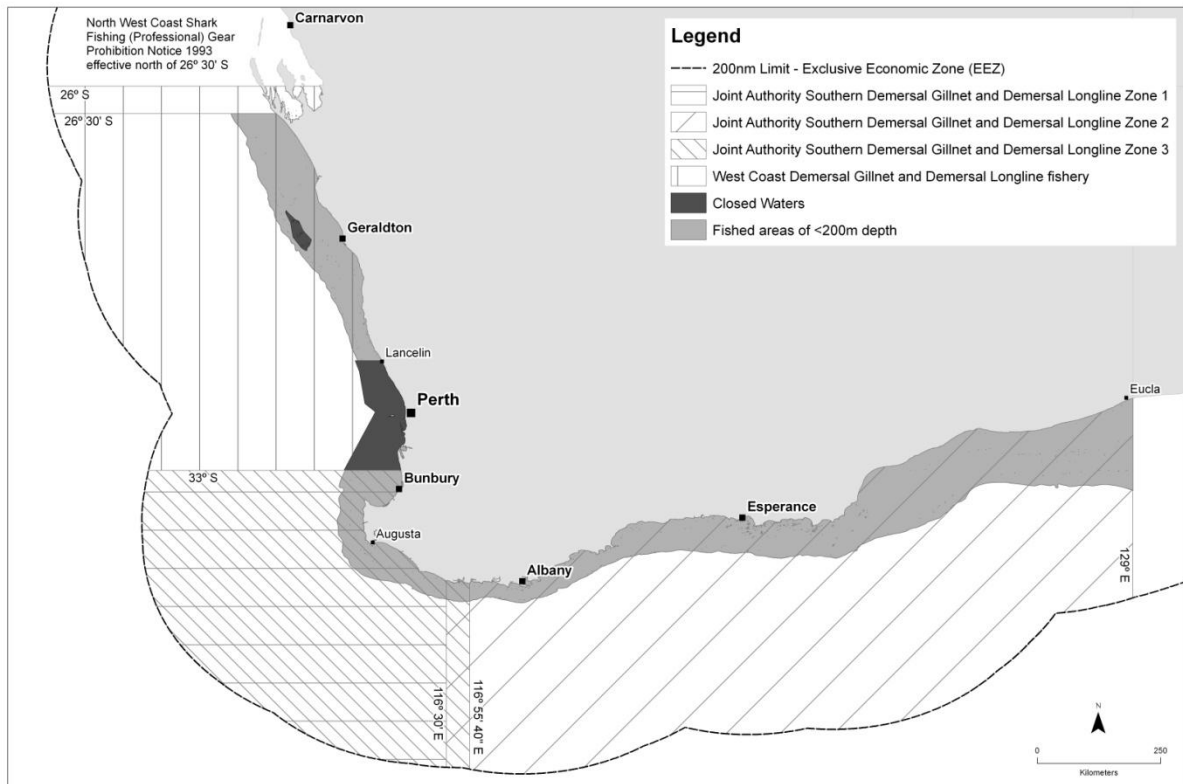 North West Coast Shark
Fishing (Professional) Gear
Prohibition Notice 1993
effective north of 26º 30' S
Carnarvon
26º S
26º 30' S
Legend
200nm Limit - Exclusive Economic Zone (EEZ)
Joint Authority Southern Demersal Gillnet and Demersal Longline Zone 1
Joint Authority Southern Demersal Gillnet and Demersal Longline Zone 2
Joint Authority Southern Demersal Gillnet and Demersal Longline Zone 3
West Coast Demersal Gillnet and Demersal Longline fishery
Closed Waters
Fished areas of <200m depth
Geraldton
Lancelin
Perth
Eucla
33º S
Bunbury
Esperance
Augusta
Albany
129º E
116º 30' E
116º 55' 40" E
N
0
250
Kilometers